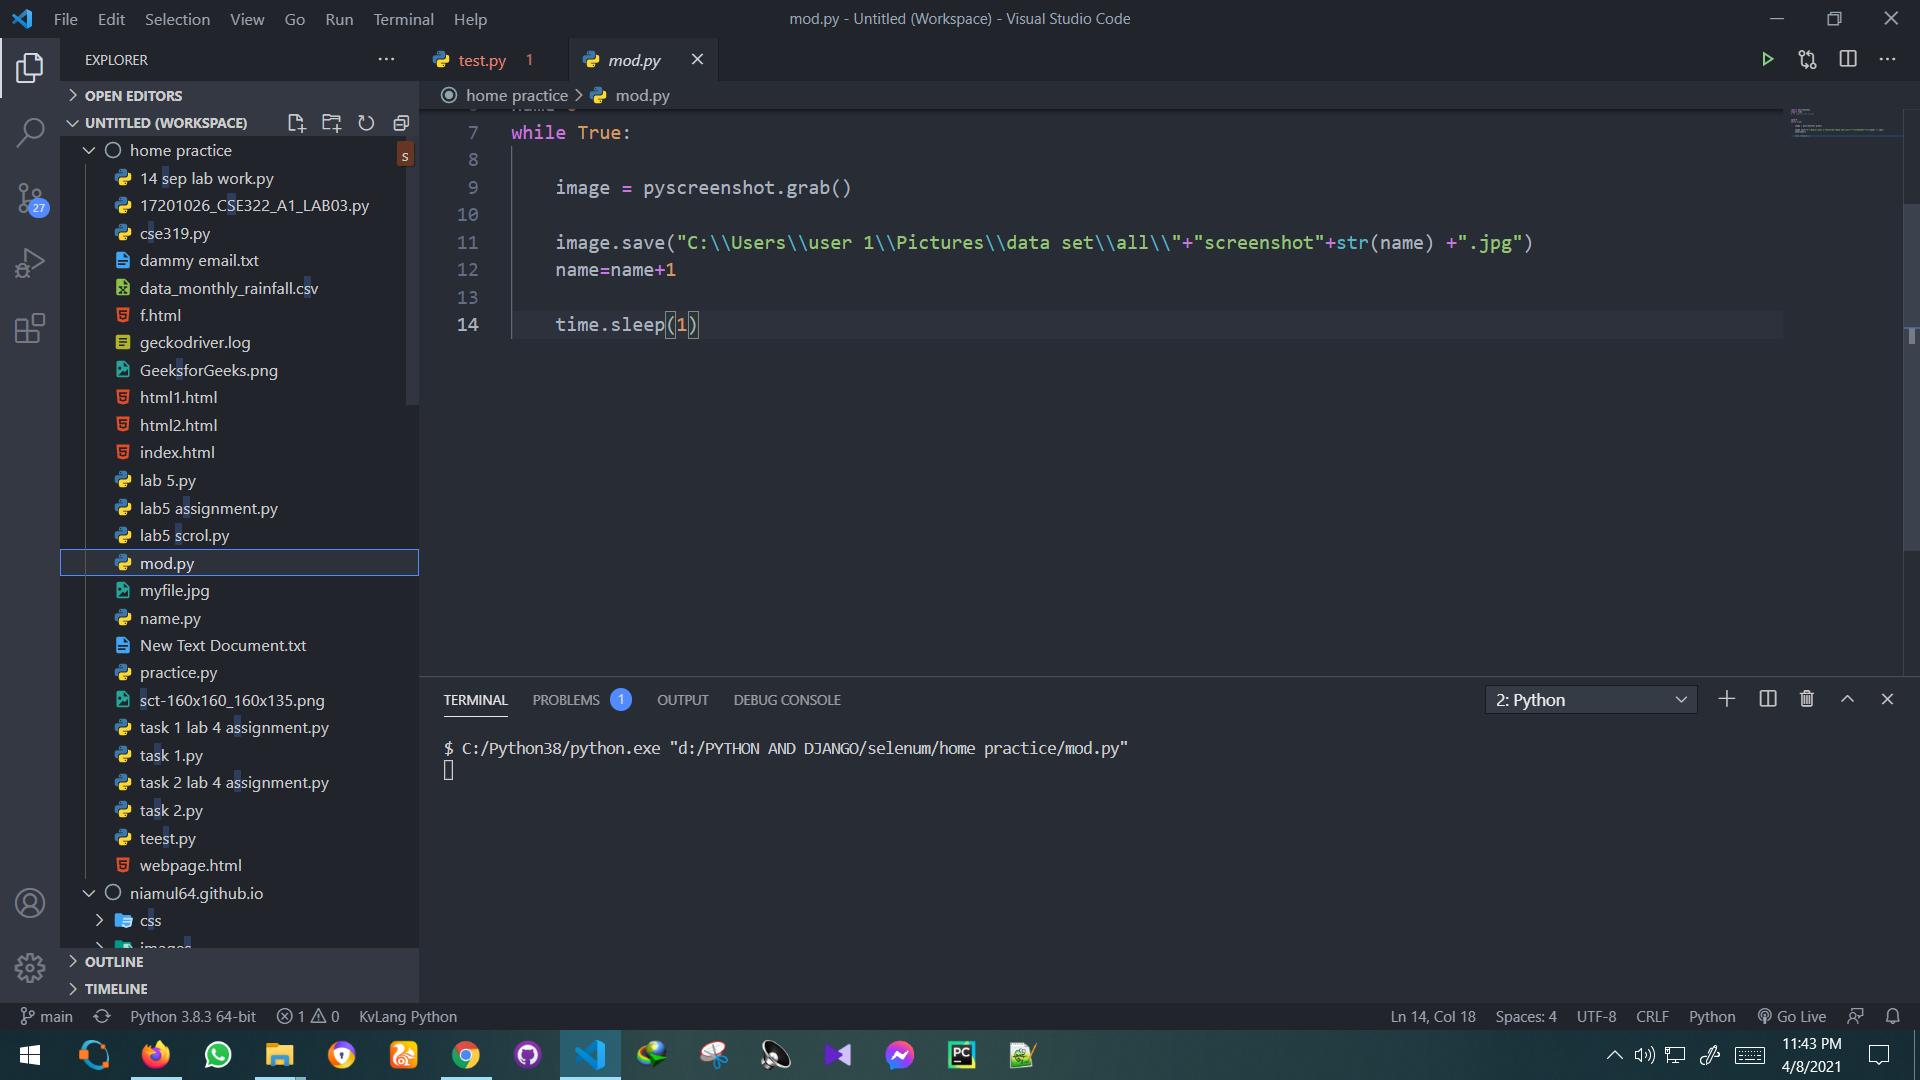 File Edit Selection View Go Run Terminal Help
mod.py - Untitled (Workspace) - Visual Studio Code
EXPLORER
test.py 1
mod.py
OPEN EDITORS
home practice > mod.py
UNTITLED (WORKSPACE)
home practice
s
14 sep lab work.py
17201026_CSE322_A1_LAB03.py
cse319.py
dammy email.txt
data_monthly_rainfall.csv
f.html
geckodriver.log
GeeksforGeeks.png
html1.html
html2.html
index.html
lab 5.py
lab5 assignment.py
lab5 scrol.py
mod.py
myfile.jpg
name.py
New Text Document.txt
practice.py
sct-160x160_160x135.png
task 1 lab 4 assignment.py
task 1.py
task 2 lab 4 assignment.py
task 2.py
teest.py
webpage.html
niamul64.github.io
css
images
OUTLINE
TIMELINE
27
7 while True:
8
9 image = pyscreenshot.grab()
10
11 image.save("C:\\Users\\user 1\\Pictures\\data set\\all\\"+"screenshot"+str(name) +".jpg")
12 name=name+1
13
14 time.sleep(1)
TERMINAL PROBLEMS 1 OUTPUT DEBUG CONSOLE
2: Python
$ C:/Python38/python.exe "d:/PYTHON AND DJANGO/selenum/home practice/mod.py"
main Python 3.8.3 64-bit 1 0 KvLang Python
Ln 14, Col 18 Spaces: 4 UTF-8 CRLF Python Go Live
PC
11:43 PM
4/8/2021